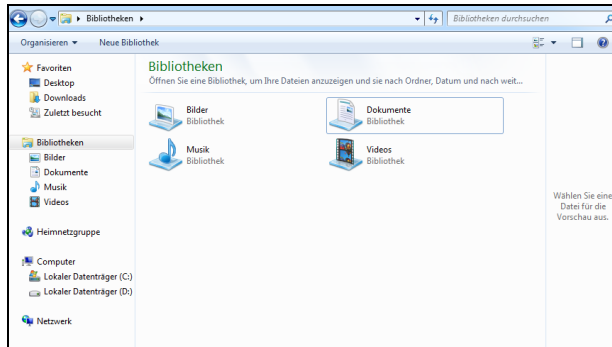 Bibliotheken
Bibliotheken durchsuchen
Organisieren
Neue Bibliothek
Favoriten
Desktop
Downloads
Zuletzt besucht
Bibliotheken
Bilder
Dokumente
Musik
Videos
Heimnetzgruppe
Computer
Lokaler Datenträger (C:)
Lokaler Datenträger (D:)
Netzwerk
Bibliotheken
Öffnen Sie eine Bibliothek, um Ihre Dateien anzuzeigen und sie nach Ordner, Datum und nach weit...
Bilder
Bibliothek
Dokumente
Bibliothek
Musik
Bibliothek
Videos
Bibliothek
Wählen Sie eine
Datei für die
Vorschau aus.